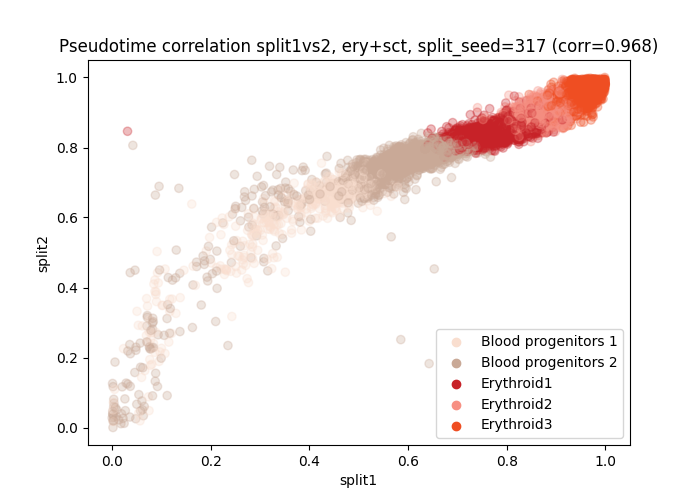 Pseudotime correlation split1vs2, ery+sct, split_seed=317 (corr=0.968)
1.0
0.8
0.6
0.4
0.2
0.0
split2
Blood progenitors 1
Blood progenitors 2
Erythroid1
Erythroid2
Erythroid3
0.0 0.2 0.4 0.6 0.8 1.0
split1